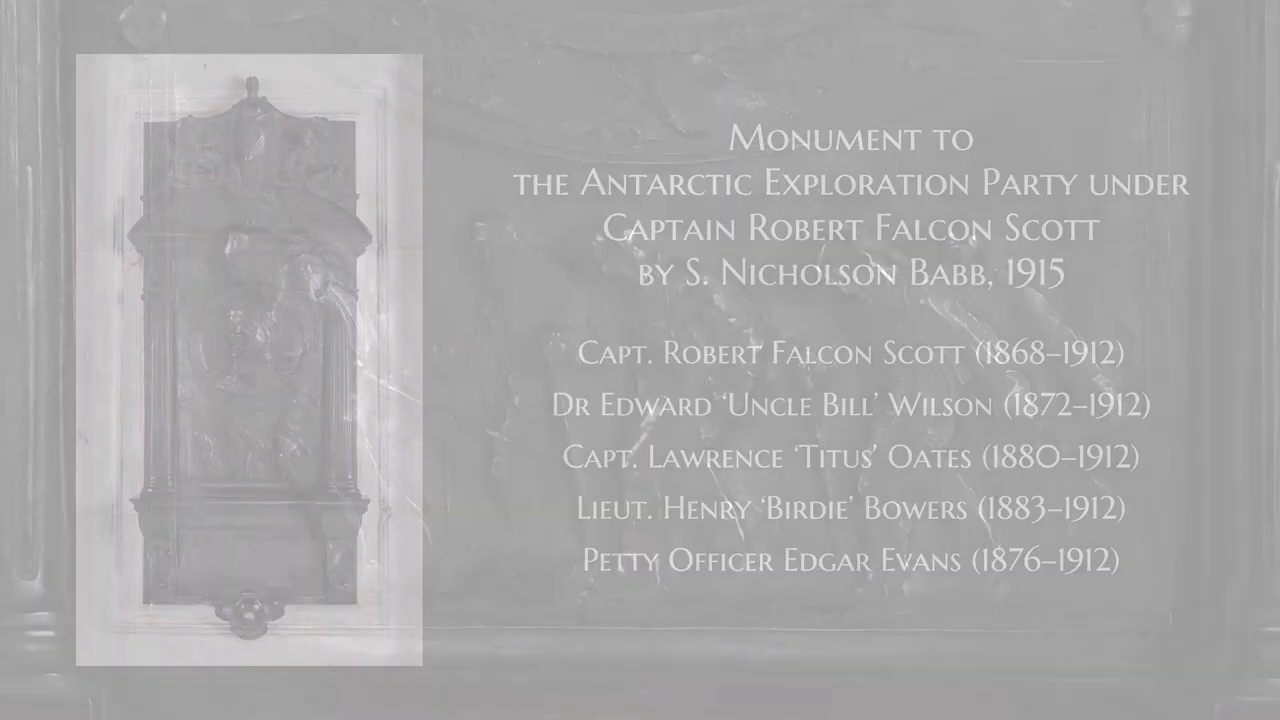 Monument to
the Antarctic Exploration Party under
Captain Robert Falcon Scott
by S. Nicholson Babb, 1915
Capt. Robert Falcon Scott (1868–1912)
Dr Edward ‘Uncle Bill’ Wilson (1872–1912)
Capt. Lawrence ‘Titus’ Oates (1880–1912)
Lieut. Henry ‘Birdie’ Bowers (1883–1912)
Petty Officer Edgar Evans (1876–1912)